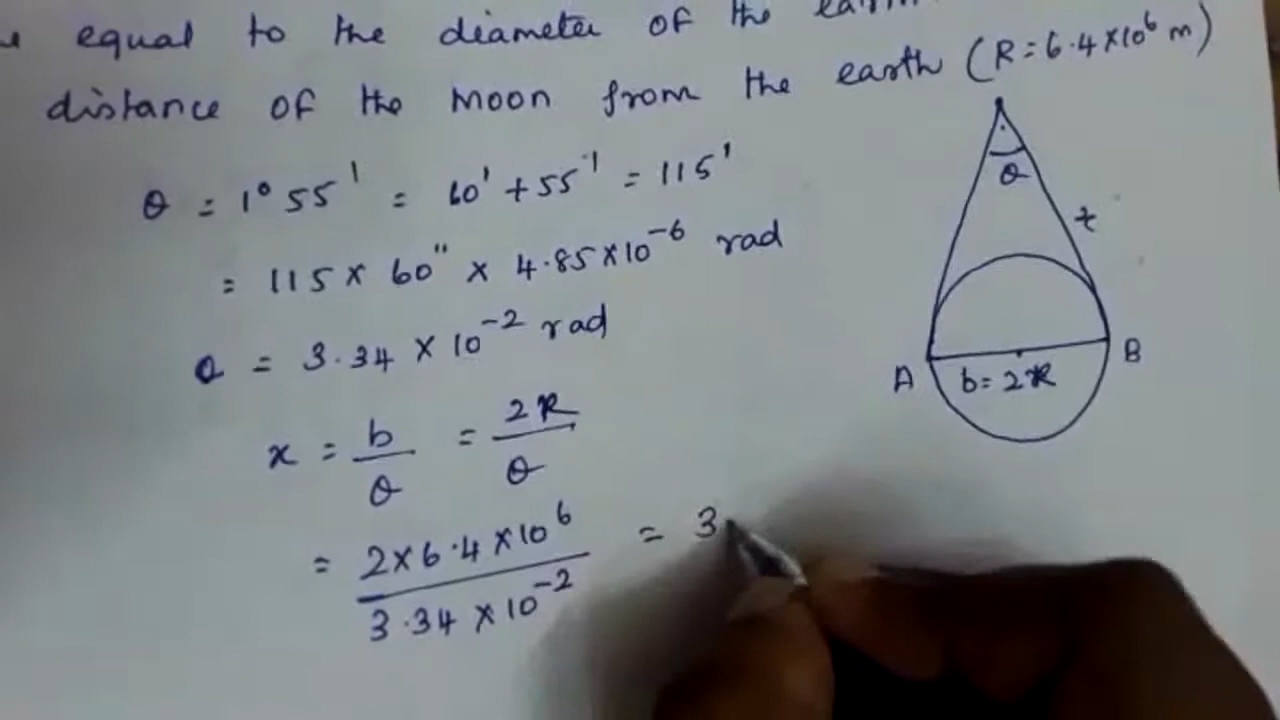 equal to the diameter of the earth
distance of the Moon from the earth (R = 6.4×10⁶ m)
θ = 1° 55' = 60' + 55' = 115'
= 115 × 60" × 4.85×10⁻⁶ rad
θ = 3.34 × 10⁻² rad
x = b/θ = 2R/θ
= 2×6.4×10⁶ / 3.34×10⁻² = 3
θ
x
A
B
b = 2R